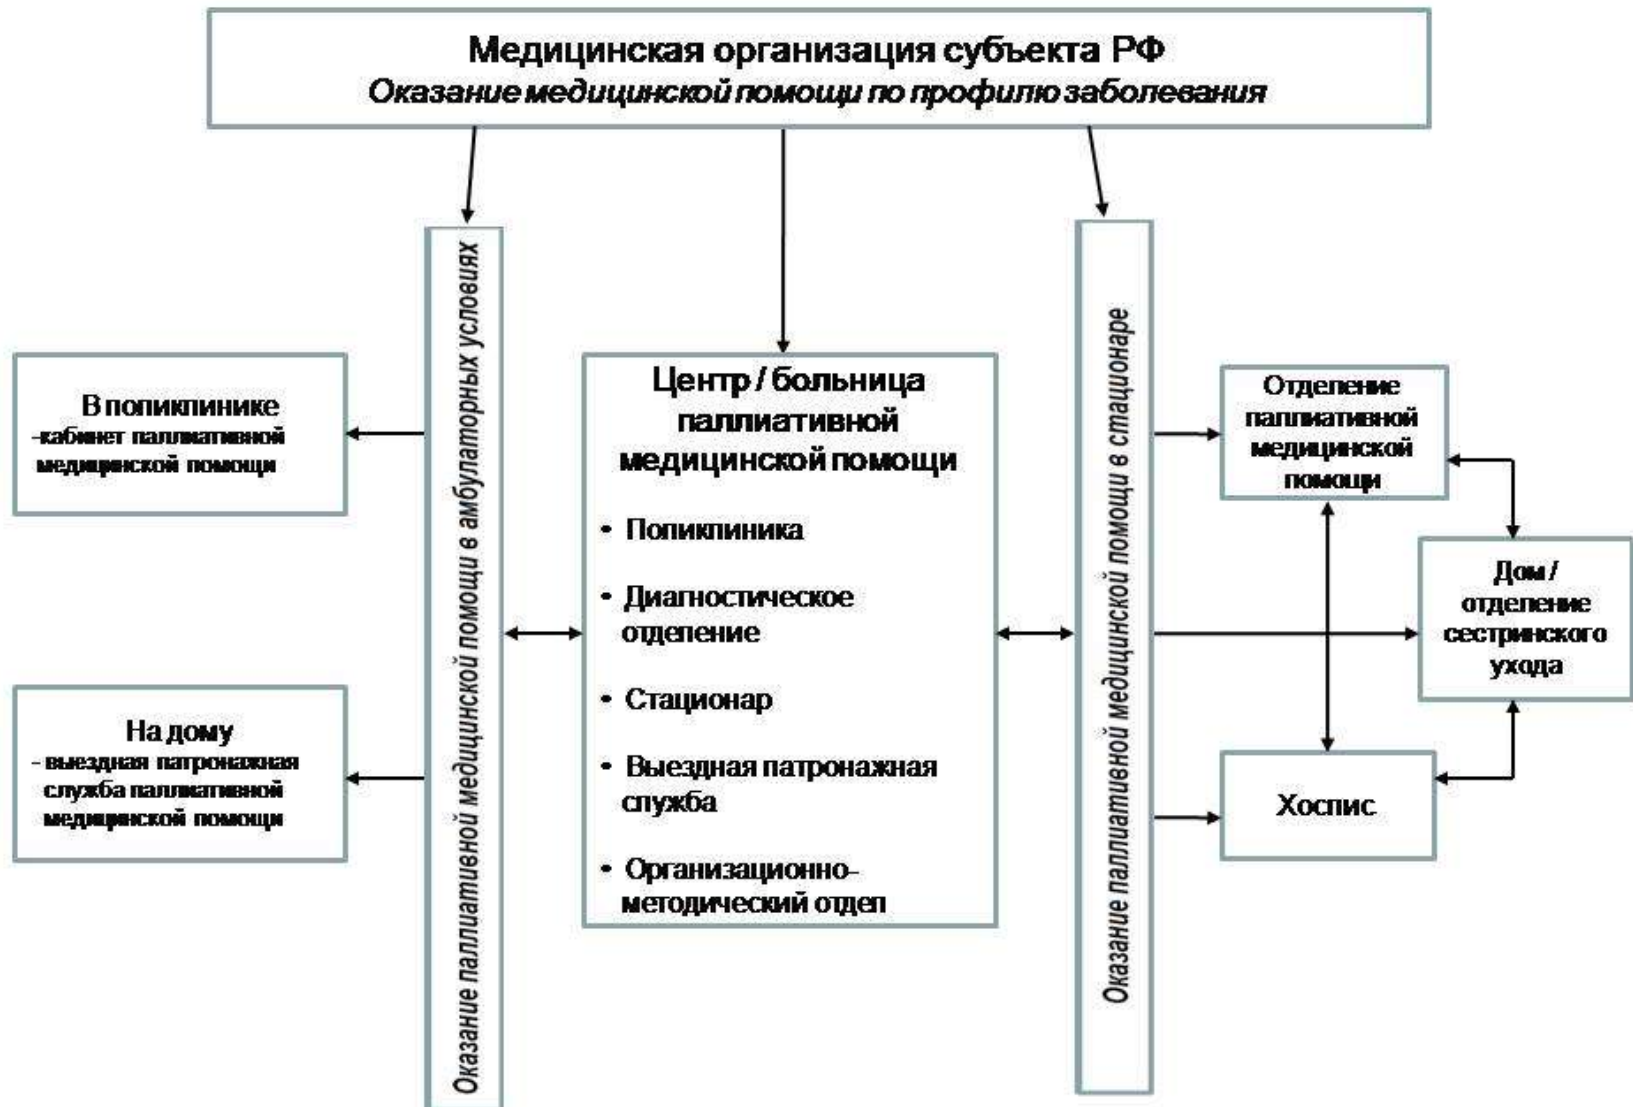 Медицинская организация субъекта РФ
Оказание медицинской помощи по профилю заболевания
Оказание паллиативной медицинской помощи в амбулаторных условиях
В поликлинике
-кабинет паллиативной
медицинской помощи
На дому
- выездная патронажная
служба паллиативной
медицинской помощи
Центр / больница
паллиативной
медицинской помощи
• Поликлиника
• Диагностическое
отделение
• Стационар
• Выездная патронажная
служба
• Организационно-
методический отдел
Оказание паллиативной медицинской помощи в стационаре
Отделение
паллиативной
медицинской
помощи
Дом /
отделение
сестринского
ухода
Хоспис